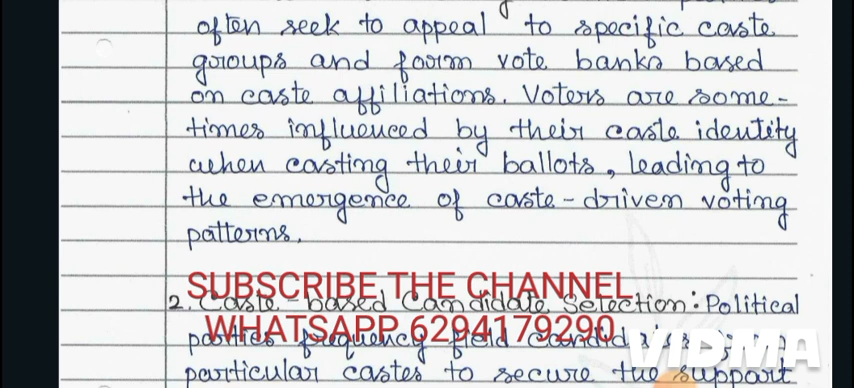 often seek to appeal to specific caste
groups and form vote banks based
on caste affiliations. Voters are some-
times influenced by their caste identity
when casting their ballots, leading to
the emergence of caste-driven voting
patterns.
SUBSCRIBE THE CHANNEL
2. Caste-based Candidate Selection: Political
WHATSAPP 6294179290
parties frequency field
VIDMA
particular castes to secure the support